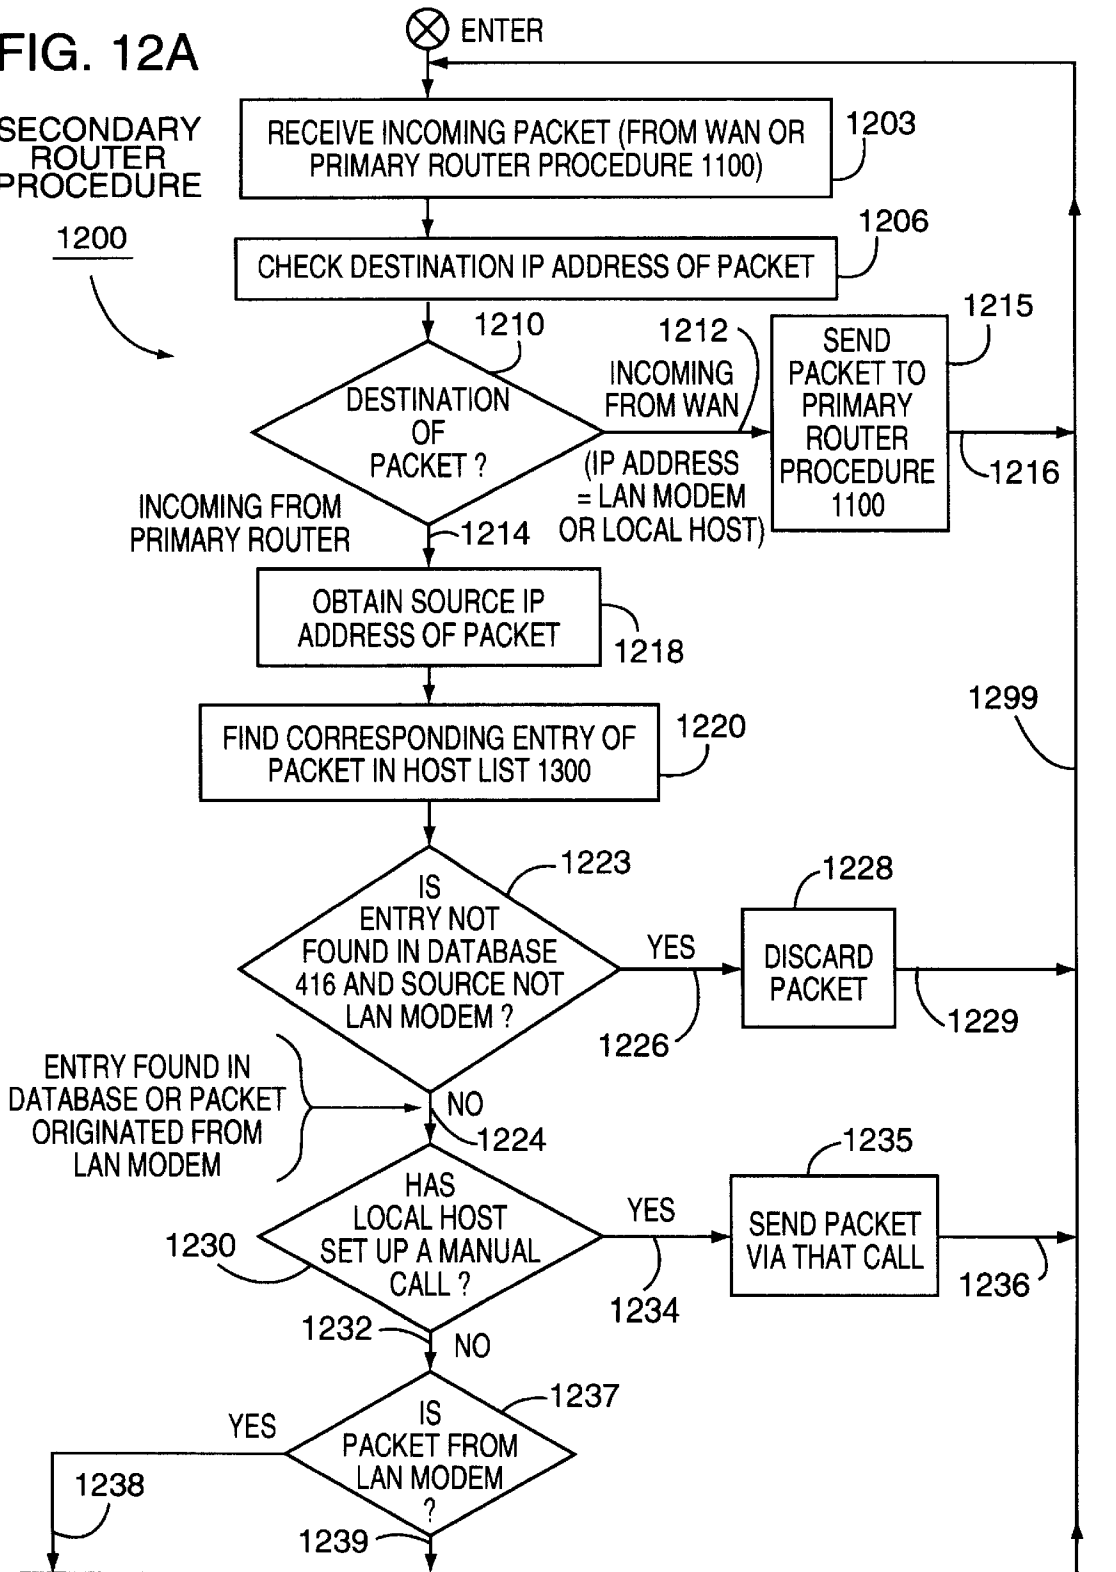 FIG. 12A
ENTER
SECONDARY
ROUTER
PROCEDURE
1200
RECEIVE INCOMING PACKET (FROM WAN OR
PRIMARY ROUTER PROCEDURE 1100)
1203
CHECK DESTINATION IP ADDRESS OF PACKET
1206
DESTINATION
OF
PACKET ?
1210
1212
INCOMING
FROM WAN
(IP ADDRESS
= LAN MODEM
OR LOCAL HOST)
SEND
PACKET TO
PRIMARY
ROUTER
PROCEDURE
1100
1215
1216
INCOMING FROM
PRIMARY ROUTER
1214
OBTAIN SOURCE IP
ADDRESS OF PACKET
1218
FIND CORRESPONDING ENTRY OF
PACKET IN HOST LIST 1300
1220
1299
IS
ENTRY NOT
FOUND IN DATABASE
416 AND SOURCE NOT
LAN MODEM ?
1223
YES
1226
DISCARD
PACKET
1228
1229
ENTRY FOUND IN
DATABASE OR PACKET
ORIGINATED FROM
LAN MODEM
NO
1224
HAS
LOCAL HOST
SET UP A MANUAL
CALL ?
1230
YES
1234
SEND PACKET
VIA THAT CALL
1235
1236
1232
NO
IS
PACKET FROM
LAN MODEM
?
1237
YES
1238
1239